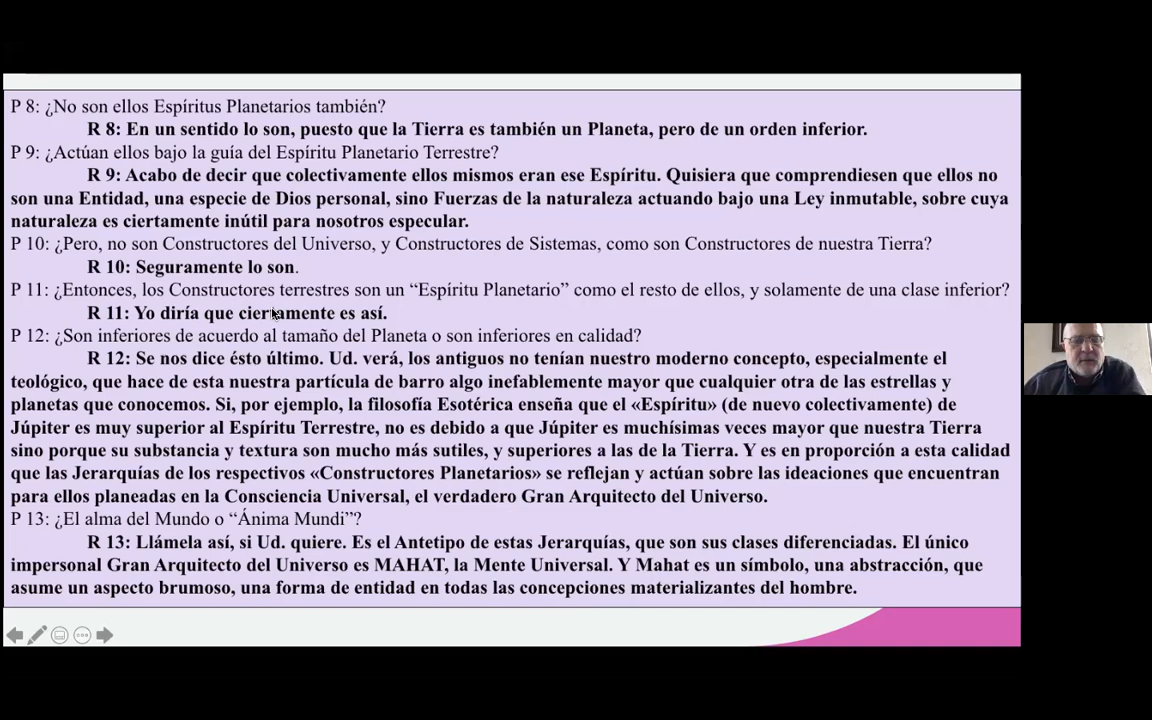 P 8: ¿No son ellos Espíritus Planetarios también?
R 8: En un sentido lo son, puesto que la Tierra es también un Planeta, pero de un orden inferior.
P 9: ¿Actúan ellos bajo la guía del Espíritu Planetario Terrestre?
R 9: Acabo de decir que colectivamente ellos mismos eran ese Espíritu. Quisiera que comprendiesen que ellos no
son una Entidad, una especie de Dios personal, sino Fuerzas de la naturaleza actuando bajo una Ley inmutable, sobre cuya
naturaleza es ciertamente inútil para nosotros especular.
P 10: ¿Pero, no son Constructores del Universo, y Constructores de Sistemas, como son Constructores de nuestra Tierra?
R 10: Seguramente lo son.
P 11: ¿Entonces, los Constructores terrestres son un “Espíritu Planetario” como el resto de ellos, y solamente de una clase inferior?
R 11: Yo diría que ciertamente es así.
P 12: ¿Son inferiores de acuerdo al tamaño del Planeta o son inferiores en calidad?
R 12: Se nos dice ésto último. Ud. verá, los antiguos no tenían nuestro moderno concepto, especialmente el
teológico, que hace de esta nuestra partícula de barro algo inefablemente mayor que cualquier otra de las estrellas y
planetas que conocemos. Si, por ejemplo, la filosofía Esotérica enseña que el «Espíritu» (de nuevo colectivamente) de
Júpiter es muy superior al Espíritu Terrestre, no es debido a que Júpiter es muchísimas veces mayor que nuestra Tierra
sino porque su substancia y textura son mucho más sutiles, y superiores a las de la Tierra. Y es en proporción a esta calidad
que las Jerarquías de los respectivos «Constructores Planetarios» se reflejan y actúan sobre las ideaciones que encuentran
para ellos planeadas en la Consciencia Universal, el verdadero Gran Arquitecto del Universo.
P 13: ¿El alma del Mundo o “Ánima Mundi”?
R 13: Llámela así, si Ud. quiere. Es el Antetipo de estas Jerarquías, que son sus clases diferenciadas. El único
impersonal Gran Arquitecto del Universo es MAHAT, la Mente Universal. Y Mahat es un símbolo, una abstracción, que
asume un aspecto brumoso, una forma de entidad en todas las concepciones materializantes del hombre.